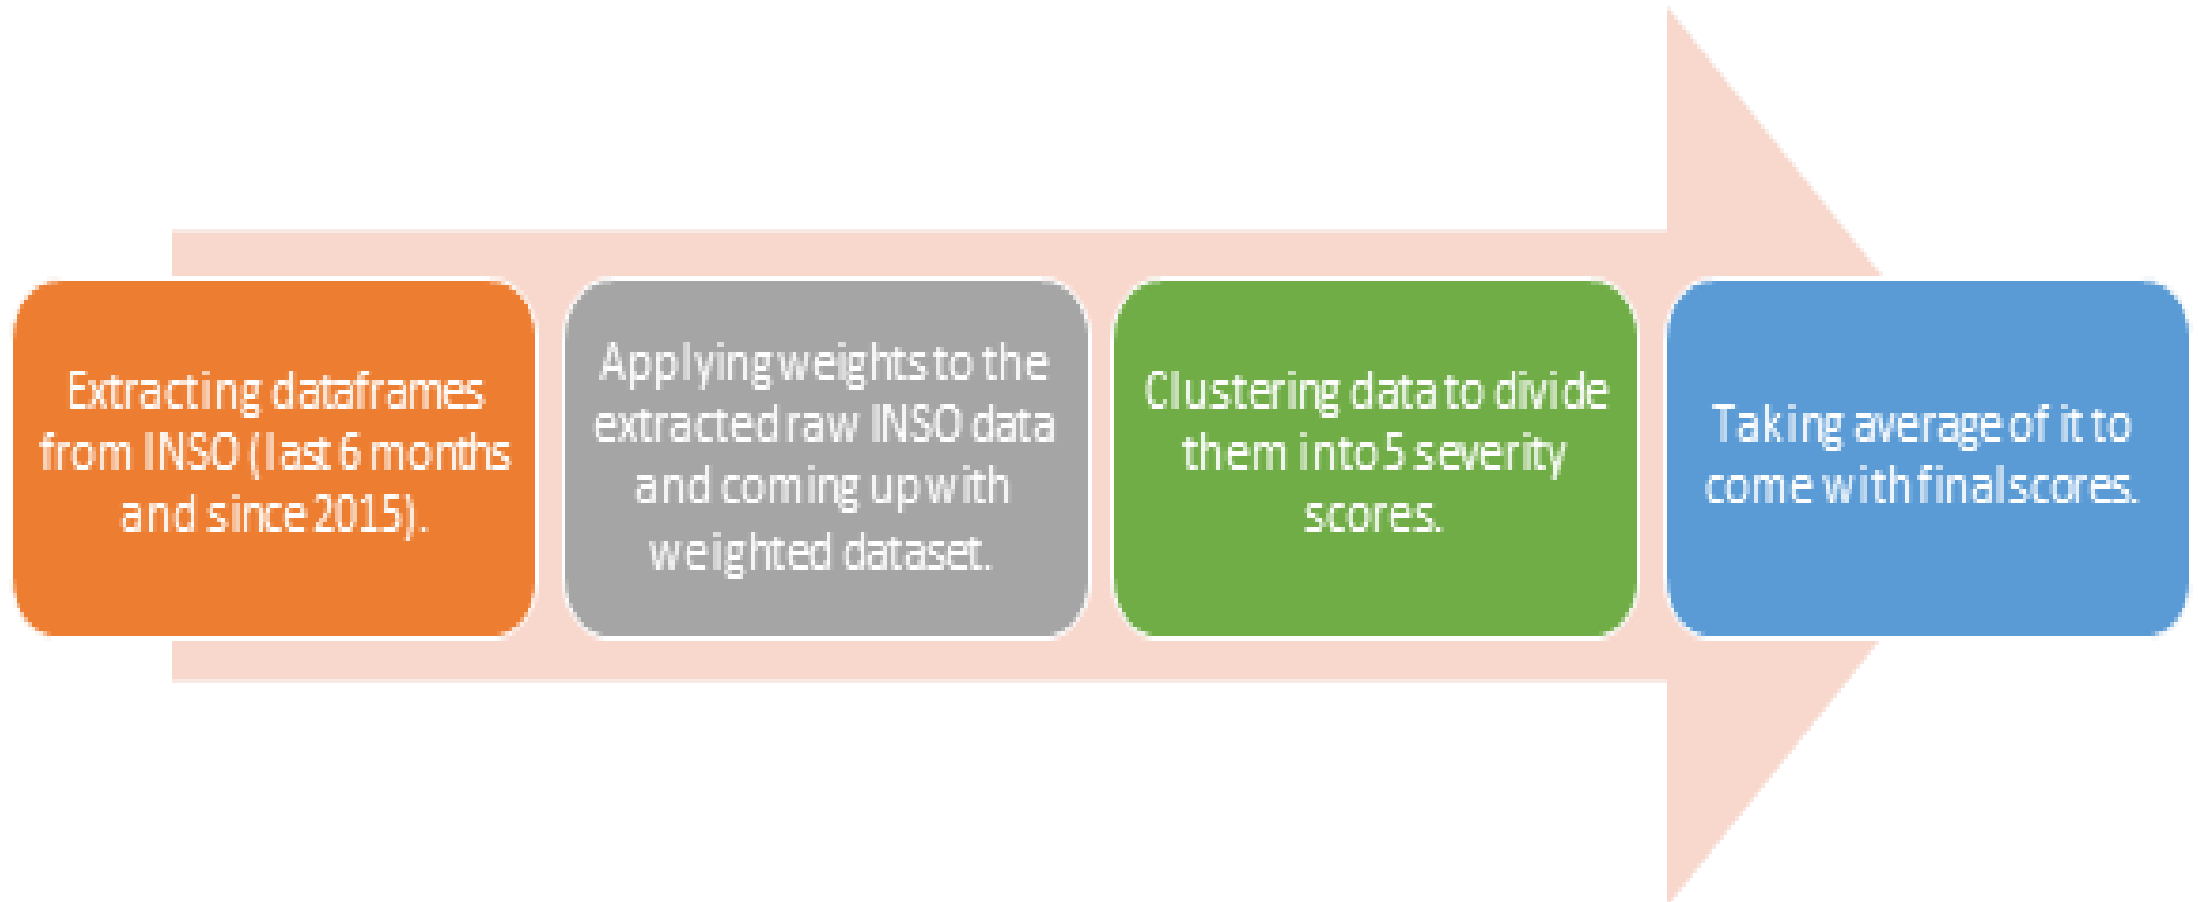 Extracting dataframes
from INSO (last 6 months
and since 2015).
Applying weights to the
extracted raw INSO data
and coming up with
weighted dataset.
Clustering data to divide
them into 5 severity
scores.
Taking average of it to
come with final scores.